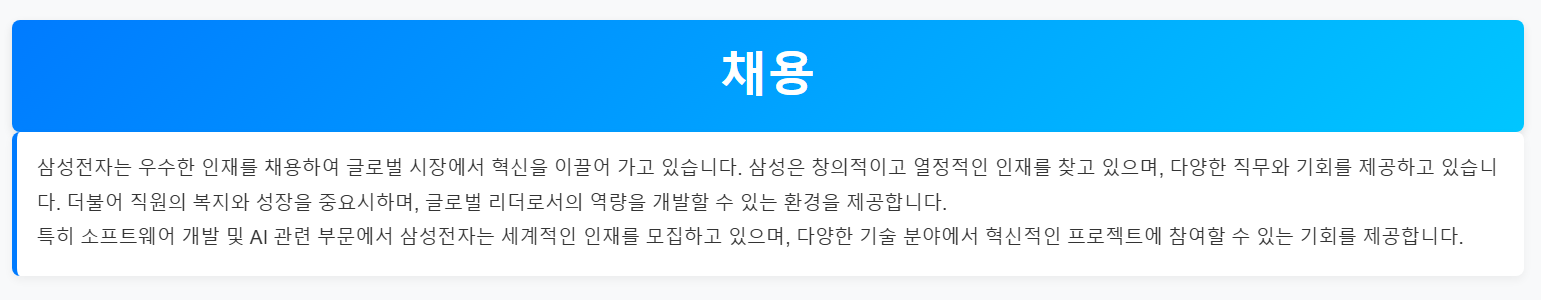 채용
삼성전자는 우수한 인재를 채용하여 글로벌 시장에서 혁신을 이끌어 가고 있습니다. 삼성은 창의적이고 열정적인 인재를 찾고 있으며, 다양한 직무와 기회를 제공하고 있습니
다. 더불어 직원의 복지와 성장을 중요시하며, 글로벌 리더로서의 역량을 개발할 수 있는 환경을 제공합니다.
특히 소프트웨어 개발 및 AI 관련 부문에서 삼성전자는 세계적인 인재를 모집하고 있으며, 다양한 기술 분야에서 혁신적인 프로젝트에 참여할 수 있는 기회를 제공합니다.